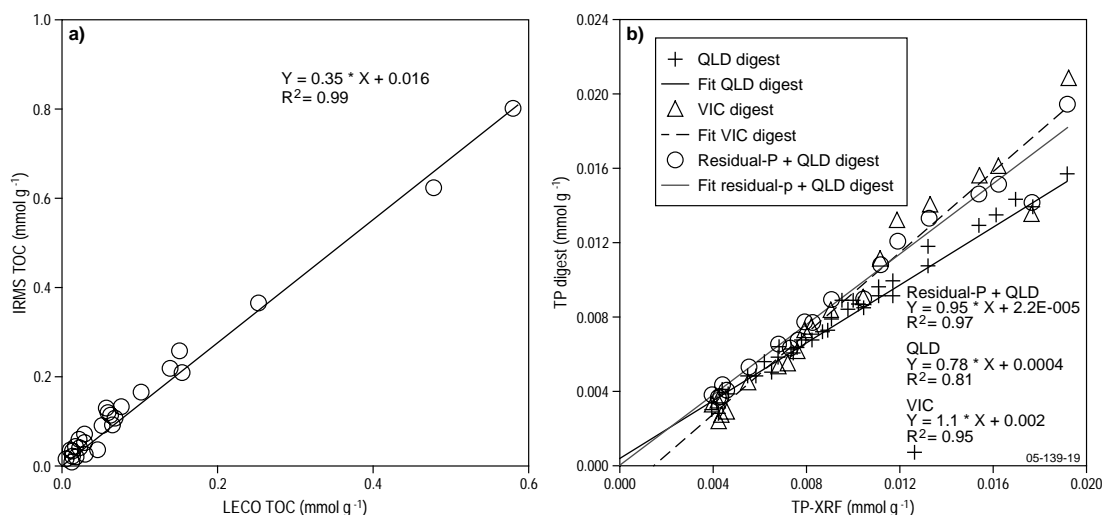 a)
Y = 0.35 * X + 0.016
R² = 0.99
1.0
0.8
0.6
0.4
0.2
0.0
IRMS TOC (mmol g⁻¹)
0.0 0.2 0.4 0.6
LECO TOC (mmol g⁻¹)
b)
QLD digest
Fit QLD digest
VIC digest
Fit VIC digest
Residual-P + QLD digest
Fit residual-p + QLD digest
0.024
0.020
0.016
0.012
0.008
0.004
0.000
TP digest (mmol g⁻¹)
Residual-P + QLD
Y = 0.95 * X + 2.2E-005
R² = 0.97
QLD
Y = 0.78 * X + 0.0004
R² = 0.81
VIC
Y = 1.1 * X + 0.002
R² = 0.95
05-139-19
0.000 0.004 0.008 0.012 0.016 0.020
TP-XRF (mmol g⁻¹)